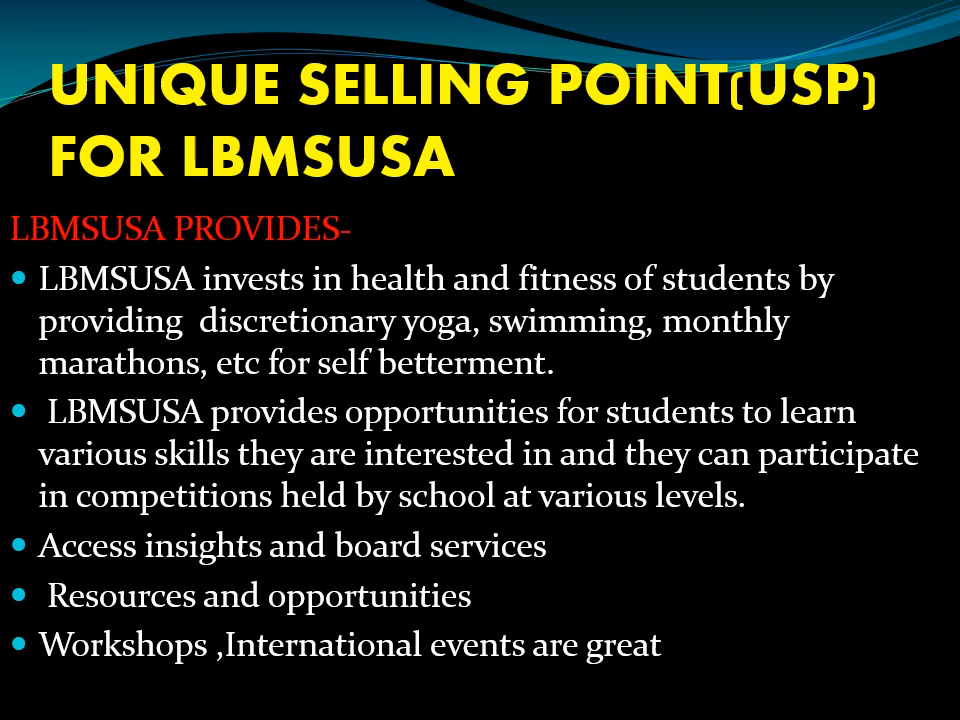 UNIQUE SELLING POINT(USP)
FOR LBMSUSA
LBMSUSA PROVIDES-
• LBMSUSA invests in health and fitness of students by
providing  discretionary yoga, swimming, monthly
marathons, etc for self betterment.
•  LBMSUSA provides opportunities for students to learn
various skills they are interested in and they can participate
in competitions held by school at various levels.
• Access insights and board services
•  Resources and opportunities
• Workshops ,International events are great